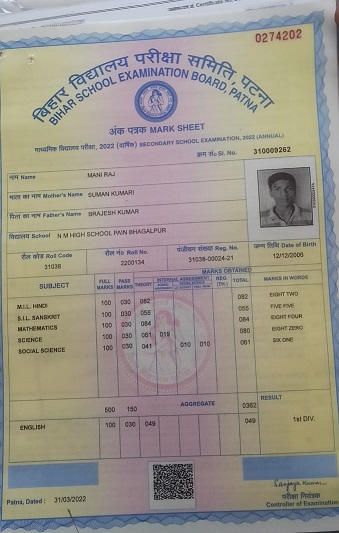 0274202
बिहार विद्यालय परीक्षा समिति, पटना
BIHAR SCHOOL EXAMINATION BOARD, PATNA
अंक पत्रक MARK SHEET
माध्यमिक विद्यालय परीक्षा, 2022 (वार्षिक) SECONDARY SCHOOL EXAMINATION, 2022 (ANNUAL)
क्रम सं० Sl. No. 310009262
नाम Name MANI RAJ
माता का नाम Mother's Name SUMAN KUMARI
पिता का नाम Father's Name BRAJESH KUMAR
विद्यालय School N M HIGH SCHOOL PAIN BHAGALPUR
रौल कोड Roll Code रौल नं० Roll No. पंजीयन संख्या Reg. No. जन्म तिथि Date of Birth
31038 2200134 31038-00024-21 12/12/2006
MARKS OBTAINED
SUBJECT FULL MARKS PASS MARKS THEORY INTERNAL ASSESSMENT REG. TOTAL MARKS IN WORDS
M.I.L. HINDI 100 030 082 082 EIGHT TWO
S.I.L. SANSKRIT 100 030 055 055 FIVE FIVE
MATHEMATICS 100 030 084 084 EIGHT FOUR
SCIENCE 100 030 061 019 080 EIGHT ZERO
SOCIAL SCIENCE 100 030 041 010 010 061 SIX ONE
500 150 AGGREGATE 0362 RESULT
ENGLISH 100 030 049 049 1st DIV.
Patna, Dated : 31/03/2022
परीक्षा नियंत्रक
Controller of Examination